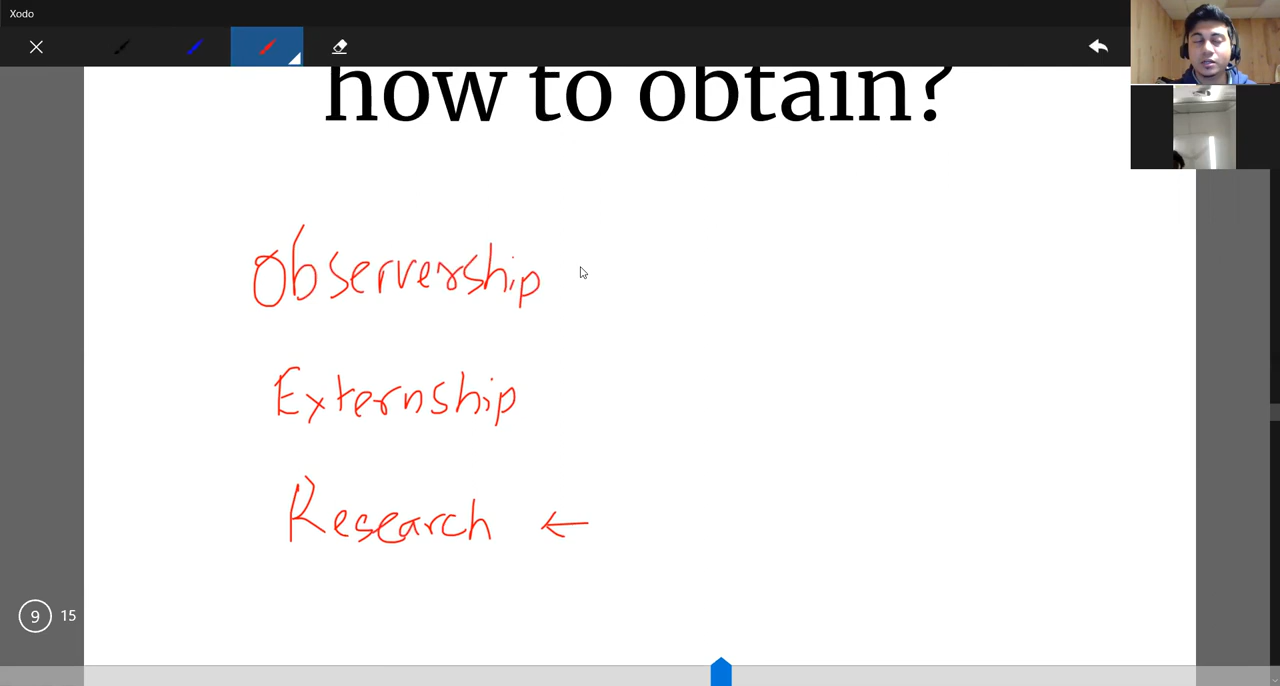 Xodo
how to obtain?
Observership
Externship
Research ←
9 15